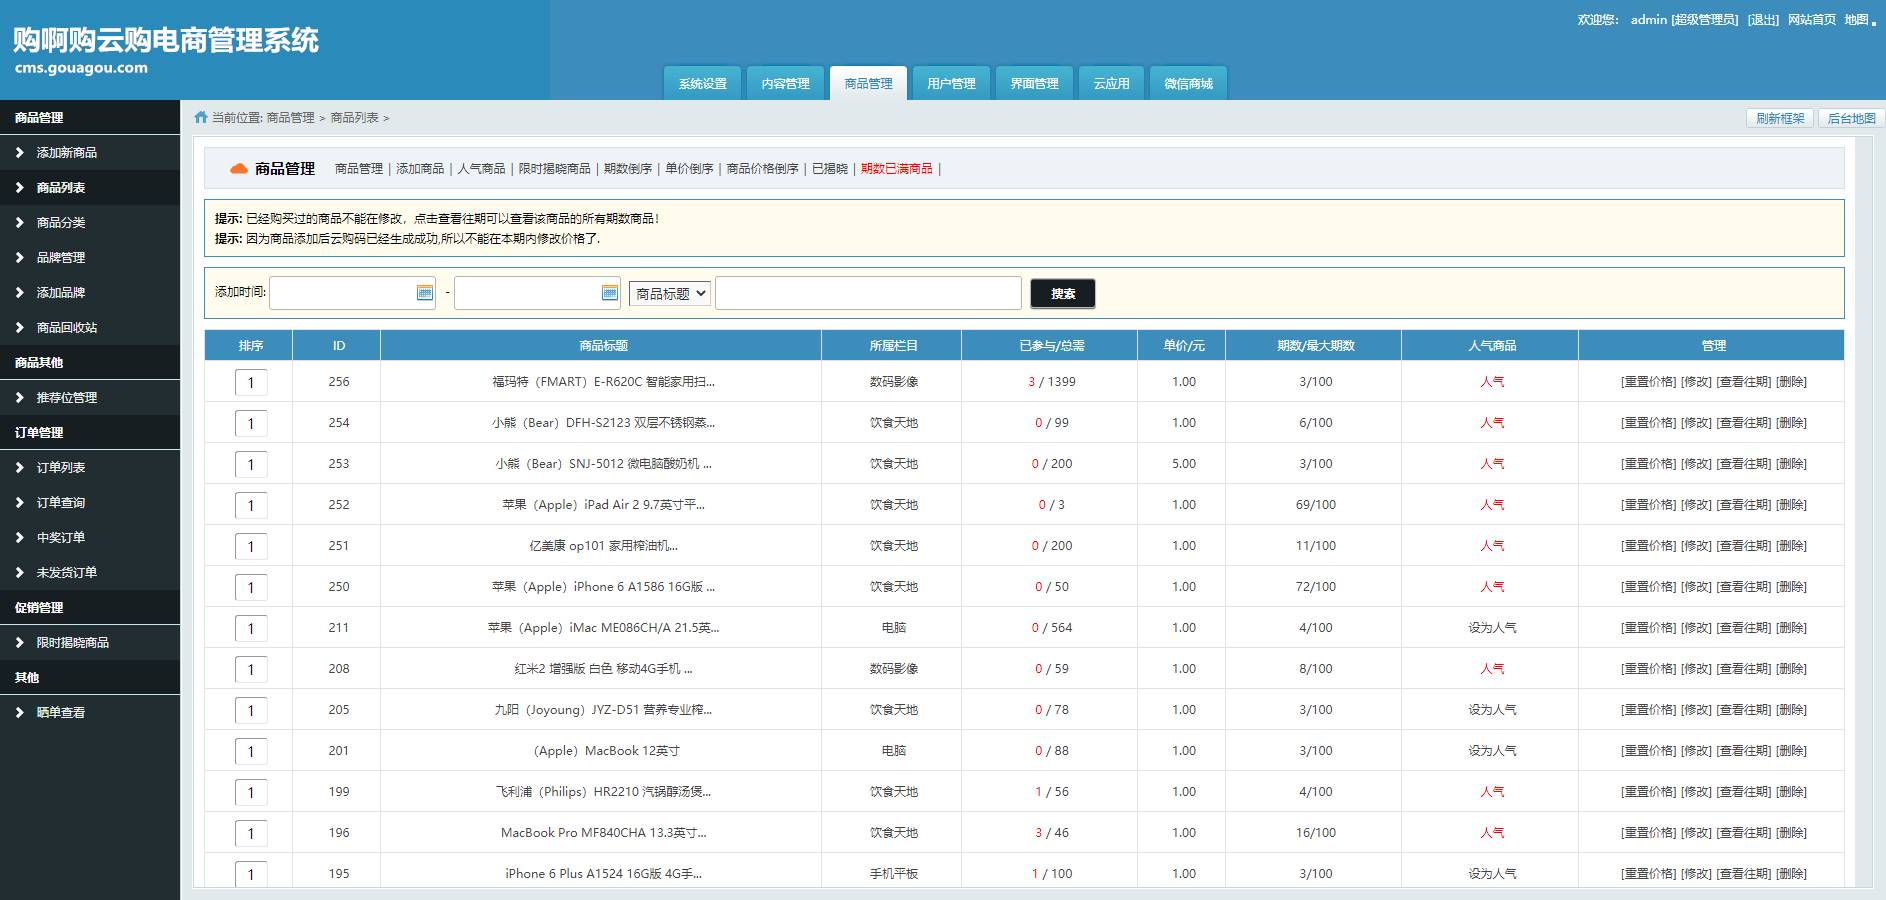 购啊购云购电商管理系统
cms.gouagou.com
欢迎您： admin [超级管理员] [退出] 网站首页 地图
系统设置 内容管理 商品管理 用户管理 界面管理 云应用 微信商城
商品管理
添加新商品
商品列表
商品分类
品牌管理
添加品牌
商品回收站
商品其他
推荐位管理
订单管理
订单列表
订单查询
中奖订单
未发货订单
促销管理
限时揭晓商品
其他
晒单查看
当前位置: 商品管理 > 商品列表 >
刷新框架 后台地图
商品管理 商品管理 | 添加商品 | 人气商品 | 限时揭晓商品 | 期数倒序 | 单价倒序 | 商品价格倒序 | 已揭晓 | 期数已满商品 |
提示: 已经购买过的商品不能在修改，点击查看往期可以查看该商品的所有期数商品！
提示: 因为商品添加后云购码已经生成成功,所以不能在本期内修改价格了.
添加时间: - 商品标题 搜索
排序 ID 商品标题 所属栏目 已参与/总需 单价/元 期数/最大期数 人气商品 管理
1 256 福玛特（FMART）E-R620C 智能家用扫... 数码影像 3 / 1399 1.00 3/100 人气 [重置价格] [修改] [查看往期] [删除]
1 254 小熊（Bear）DFH-S2123 双层不锈钢蒸... 饮食天地 0 / 99 1.00 6/100 人气 [重置价格] [修改] [查看往期] [删除]
1 253 小熊（Bear）SNJ-5012 微电脑酸奶机 ... 饮食天地 0 / 200 5.00 3/100 人气 [重置价格] [修改] [查看往期] [删除]
1 252 苹果（Apple）iPad Air 2 9.7英寸平... 饮食天地 0 / 3 1.00 69/100 人气 [重置价格] [修改] [查看往期] [删除]
1 251 亿美康 op101 家用榨油机... 饮食天地 0 / 200 1.00 11/100 人气 [重置价格] [修改] [查看往期] [删除]
1 250 苹果（Apple）iPhone 6 A1586 16G版 ... 饮食天地 0 / 50 1.00 72/100 人气 [重置价格] [修改] [查看往期] [删除]
1 211 苹果（Apple）iMac ME086CH/A 21.5英... 电脑 0 / 564 1.00 4/100 设为人气 [重置价格] [修改] [查看往期] [删除]
1 208 红米2 增强版 白色 移动4G手机 ... 数码影像 0 / 59 1.00 8/100 人气 [重置价格] [修改] [查看往期] [删除]
1 205 九阳（Joyoung）JYZ-D51 营养专业榨... 饮食天地 0 / 78 1.00 3/100 设为人气 [重置价格] [修改] [查看往期] [删除]
1 201 （Apple）MacBook 12英寸 电脑 0 / 88 1.00 3/100 设为人气 [重置价格] [修改] [查看往期] [删除]
1 199 飞利浦（Philips）HR2210 汽锅醇汤煲... 饮食天地 1 / 56 1.00 4/100 人气 [重置价格] [修改] [查看往期] [删除]
1 196 MacBook Pro MF840CHA 13.3英寸... 饮食天地 3 / 46 1.00 16/100 人气 [重置价格] [修改] [查看往期] [删除]
1 195 iPhone 6 Plus A1524 16G版 4G手... 手机平板 1 / 100 1.00 3/100 设为人气 [重置价格] [修改] [查看往期] [删除]